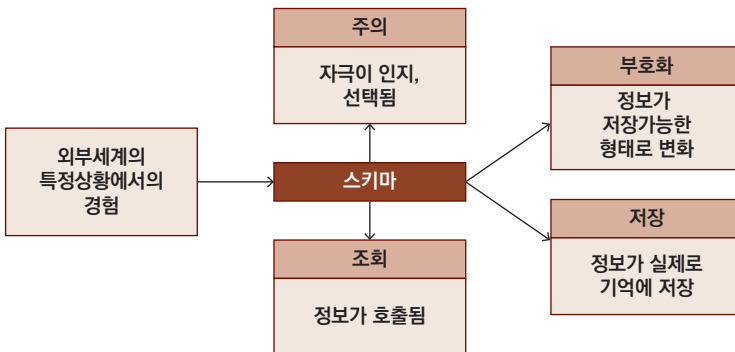 주의
자극이 인지,
선택됨
부호화
정보가
저장가능한
형태로 변화
외부세계의
특정상황에서의
경험
스키마
저장
정보가 실제로
기억에 저장
조회
정보가 호출됨